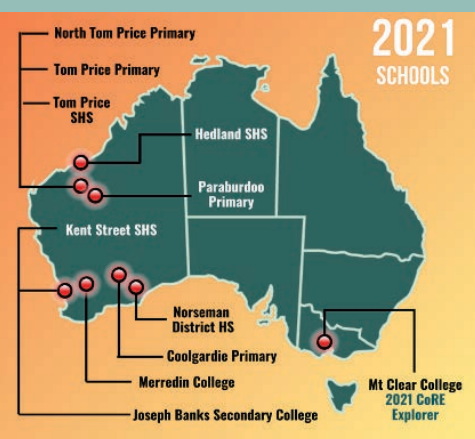 2021
SCHOOLS
North Tom Price Primary
Tom Price Primary
Tom Price
SHS
Hedland SHS
Paraburdoo
Primary
Kent Street SHS
Norseman
District HS
Coolgardie Primary
Merredin College
Joseph Banks Secondary College
Mt Clear College
2021 CoRE
Explorer